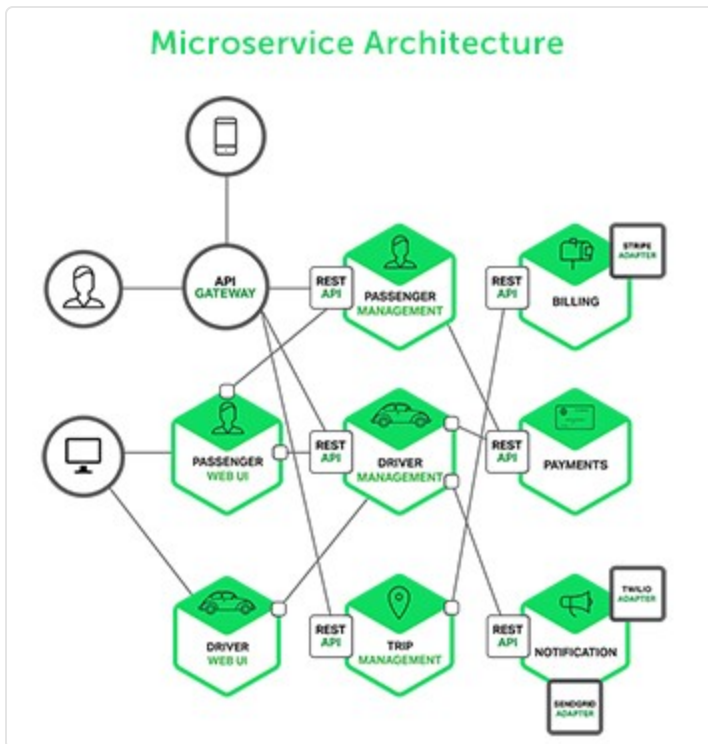 Microservice Architecture
API
GATEWAY
REST
API
PASSENGER
MANAGEMENT
REST
API
BILLING
STRIPE
ADAPTER
PASSENGER
WEB UI
REST
API
DRIVER
MANAGEMENT
REST
API
PAYMENTS
DRIVER
WEB UI
REST
API
TRIP
MANAGEMENT
REST
API
NOTIFICATION
TWILIO
ADAPTER
SENDGRID
ADAPTER